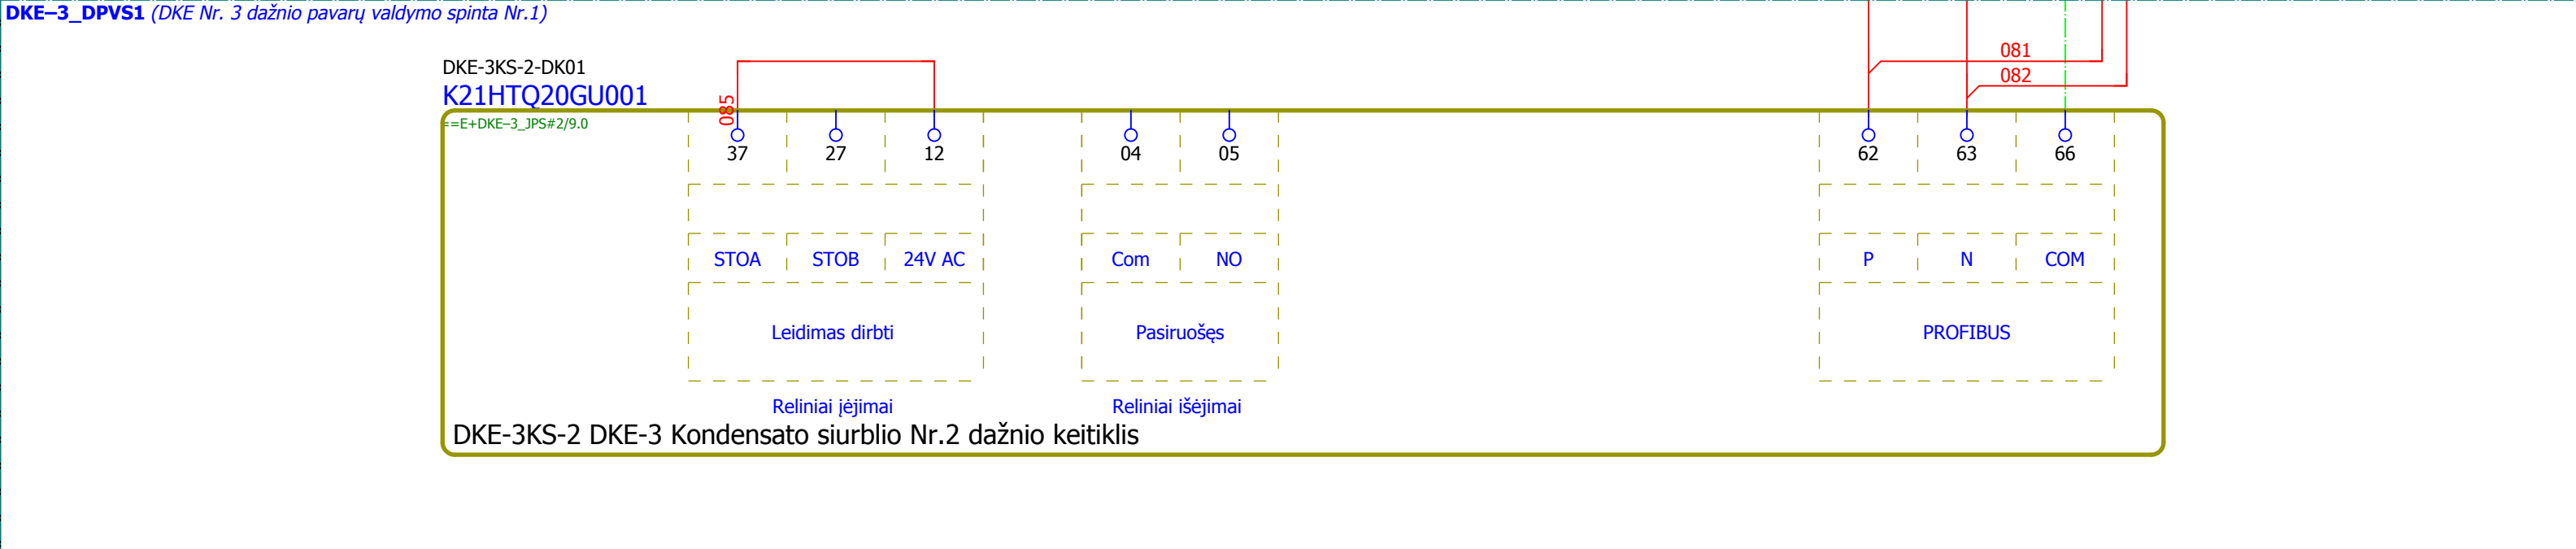 DKE–3_DPVS1 (DKE Nr. 3 dažnio pavarų valdymo spinta Nr.1)
081
DKE-3KS-2-DK01
082
K21HTQ20GU001
085
==E+DKE–3_JPS#2/9.0
37 27 12 04 05 62 63 66
STOA STOB 24V AC Com NO P N COM
Leidimas dirbti Pasiruošęs PROFIBUS
Reliniai įėjimai Reliniai išėjimai
DKE-3KS-2 DKE-3 Kondensato siurblio Nr.2 dažnio keitiklis